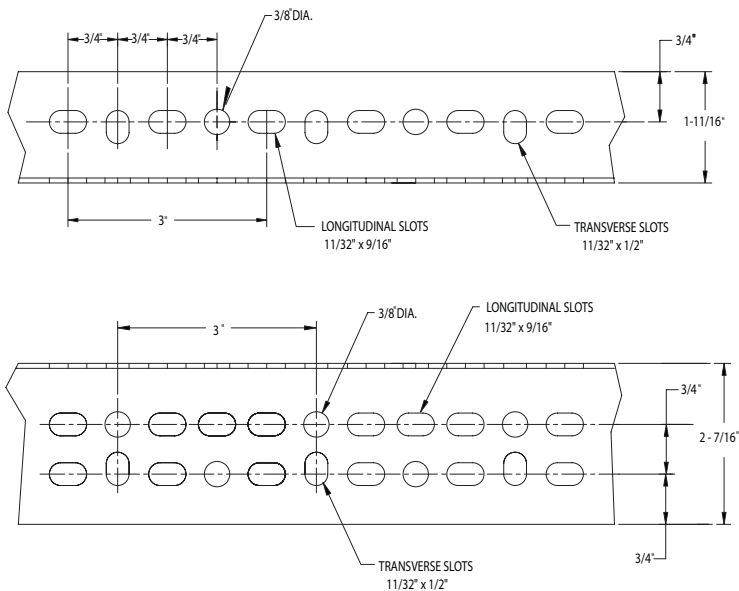 3/8"DIA.
3/4" 3/4" 3/4"
3/4"
1-11/16"
3"
LONGITUDINAL SLOTS
11/32" x 9/16"
TRANSVERSE SLOTS
11/32" x 1/2"
3"
3/8"DIA.
LONGITUDINAL SLOTS
11/32" x 9/16"
3/4"
2 - 7/16"
3/4"
TRANSVERSE SLOTS
11/32" x 1/2"